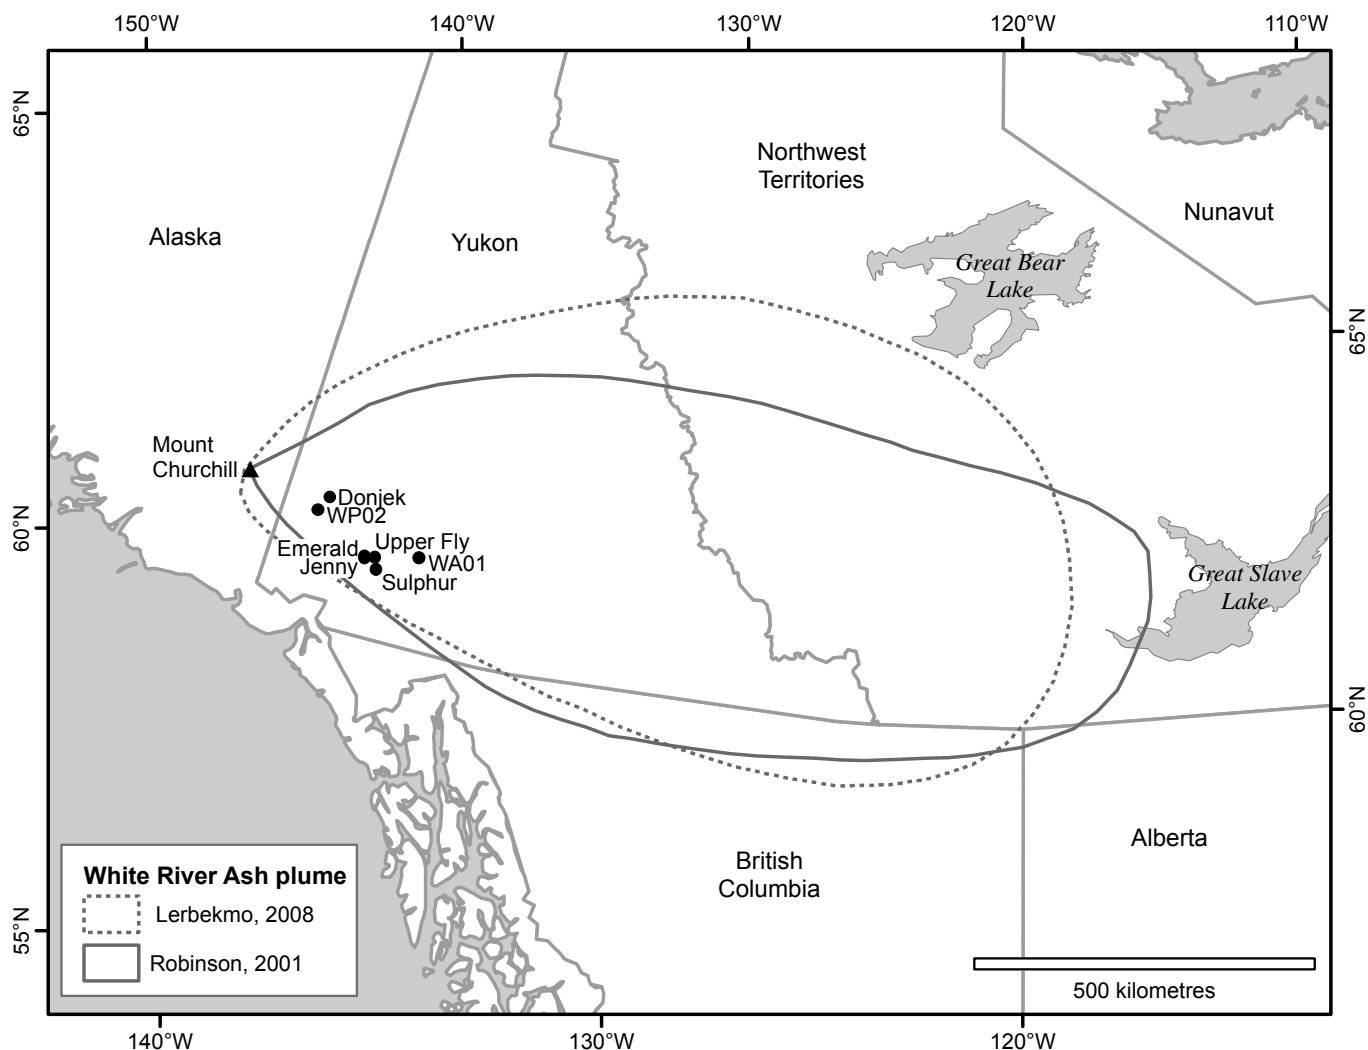 150°W
140°W
130°W
120°W
110°W
65°N
Northwest
Territories
Nunavut
Alaska
Yukon
Great Bear
Lake
65°N
Mount
Churchill
Donjek
WP02
60°N
Emerald
Upper Fly
Jenny
WA01
Sulphur
Great Slave
Lake
60°N
Alberta
British
Columbia
White River Ash plume
Lerbekmo, 2008
Robinson, 2001
55°N
500 kilometres
140°W
130°W
120°W